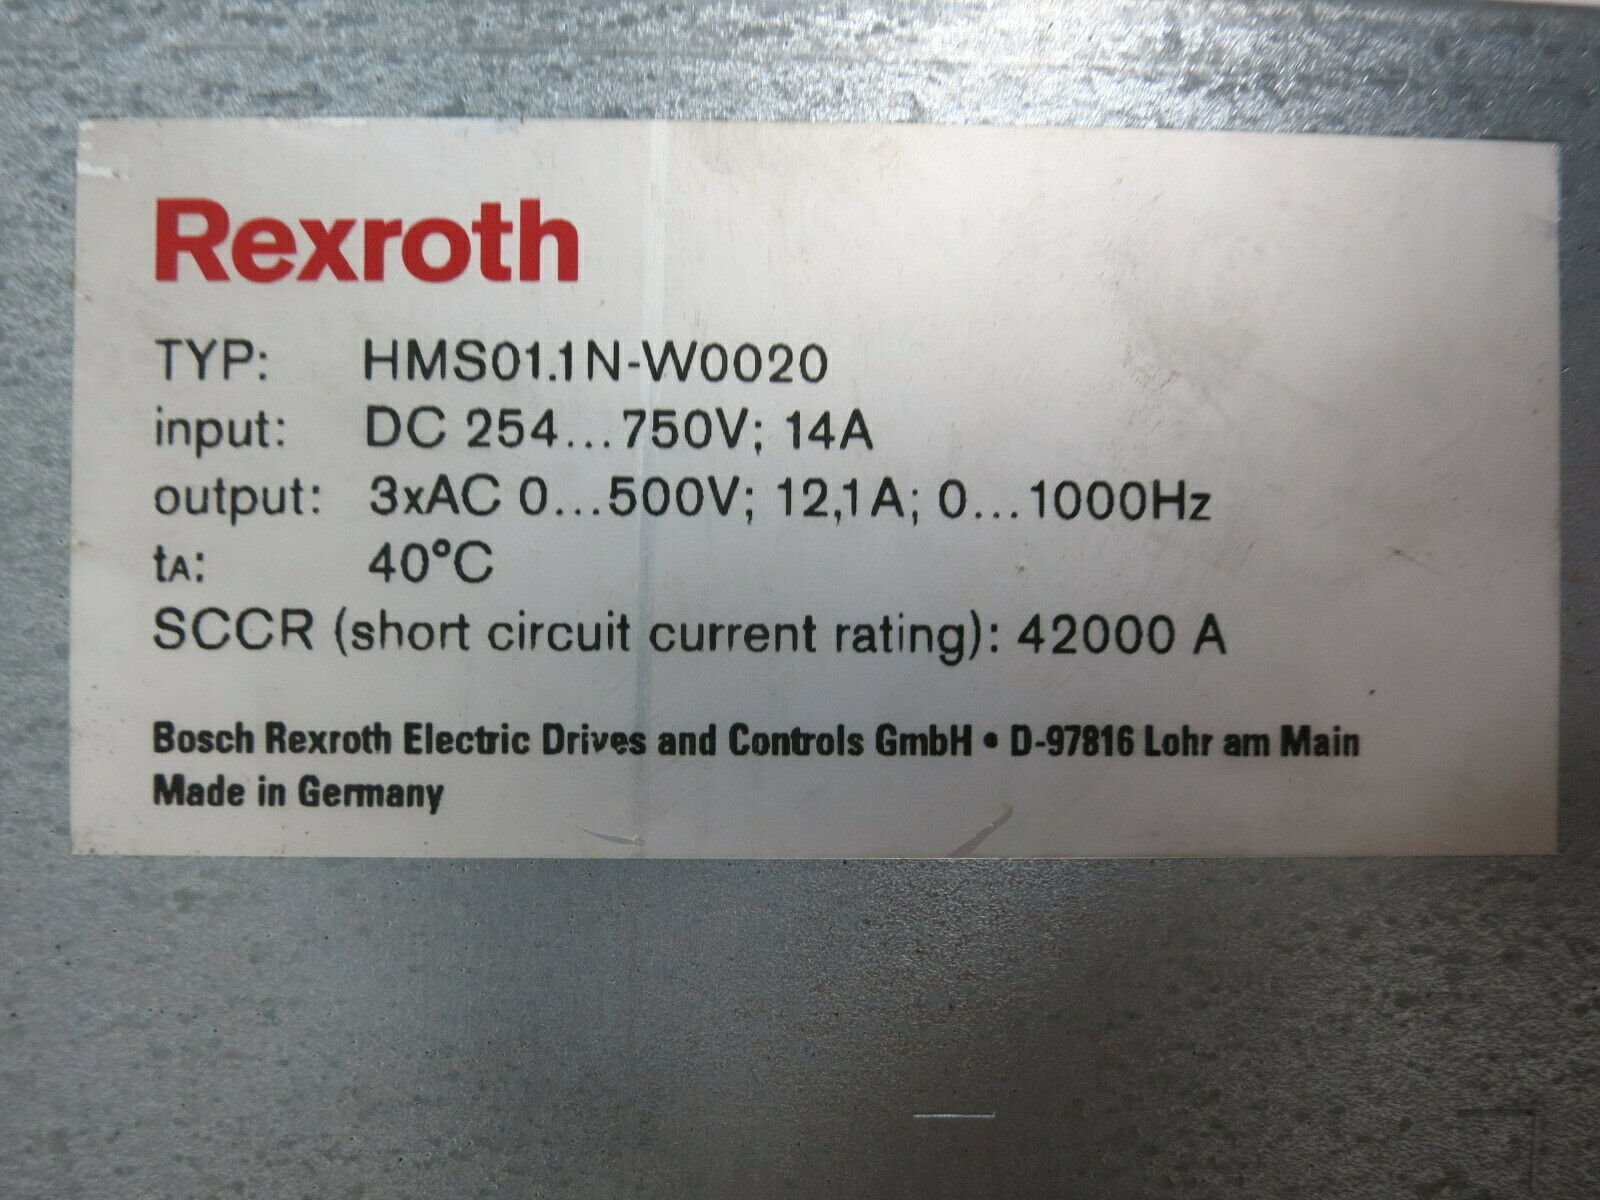 Rexroth
TYP: HMS01.1N-W0020
input: DC 254...750V; 14A
output: 3xAC 0...500V; 12,1A; 0...1000Hz
tA: 40°C
SCCR (short circuit current rating): 42000 A
Bosch Rexroth Electric Drives and Controls GmbH • D-97816 Lohr am Main
Made in Germany